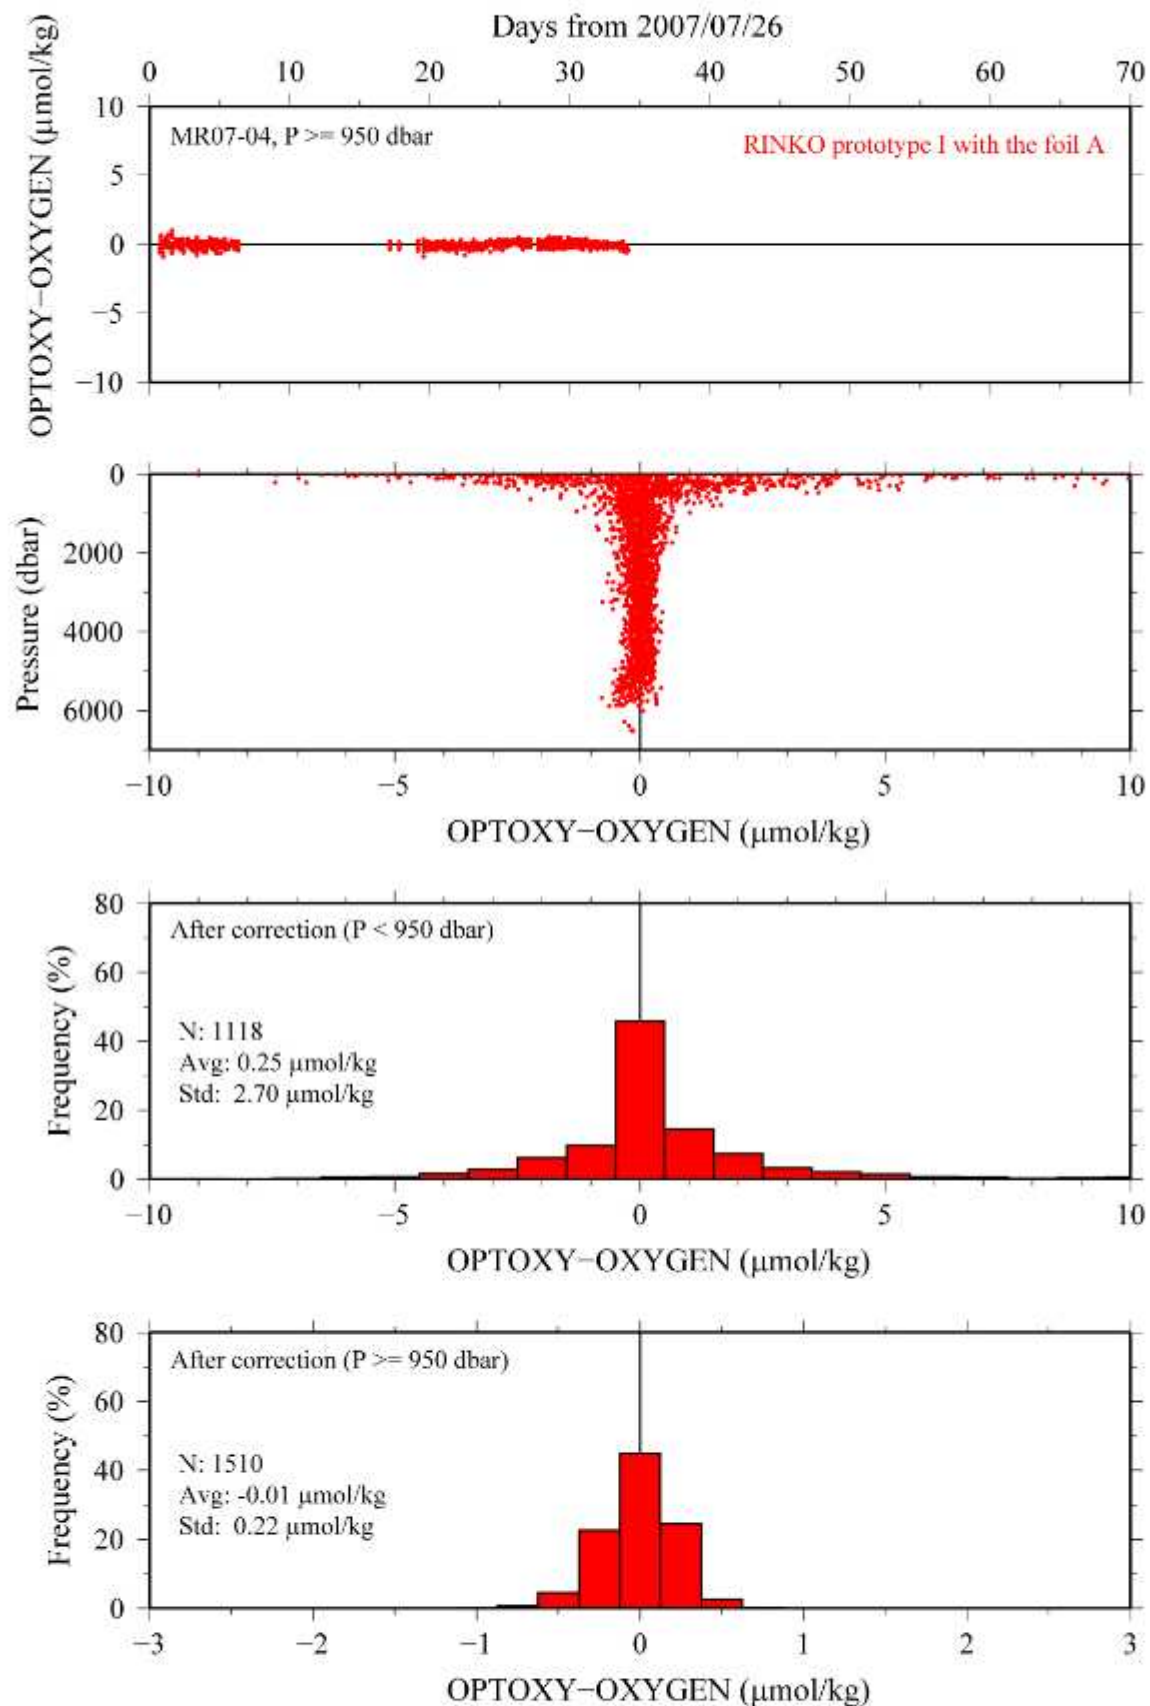 Days from 2007/07/26
0 10 20 30 40 50 60 70
OPTOXY−OXYGEN (μmol/kg)
10
5
0
−5
−10
MR07-04, P >= 950 dbar
RINKO prototype I with the foil A
Pressure (dbar)
0
2000
4000
6000
−10 −5 0 5 10
OPTOXY−OXYGEN (μmol/kg)
Frequency (%)
80
60
40
20
0
After correction (P < 950 dbar)
N: 1118
Avg: 0.25 μmol/kg
Std: 2.70 μmol/kg
−10 −5 0 5 10
OPTOXY−OXYGEN (μmol/kg)
Frequency (%)
80
60
40
20
0
After correction (P >= 950 dbar)
N: 1510
Avg: -0.01 μmol/kg
Std: 0.22 μmol/kg
−3 −2 −1 0 1 2 3
OPTOXY−OXYGEN (μmol/kg)